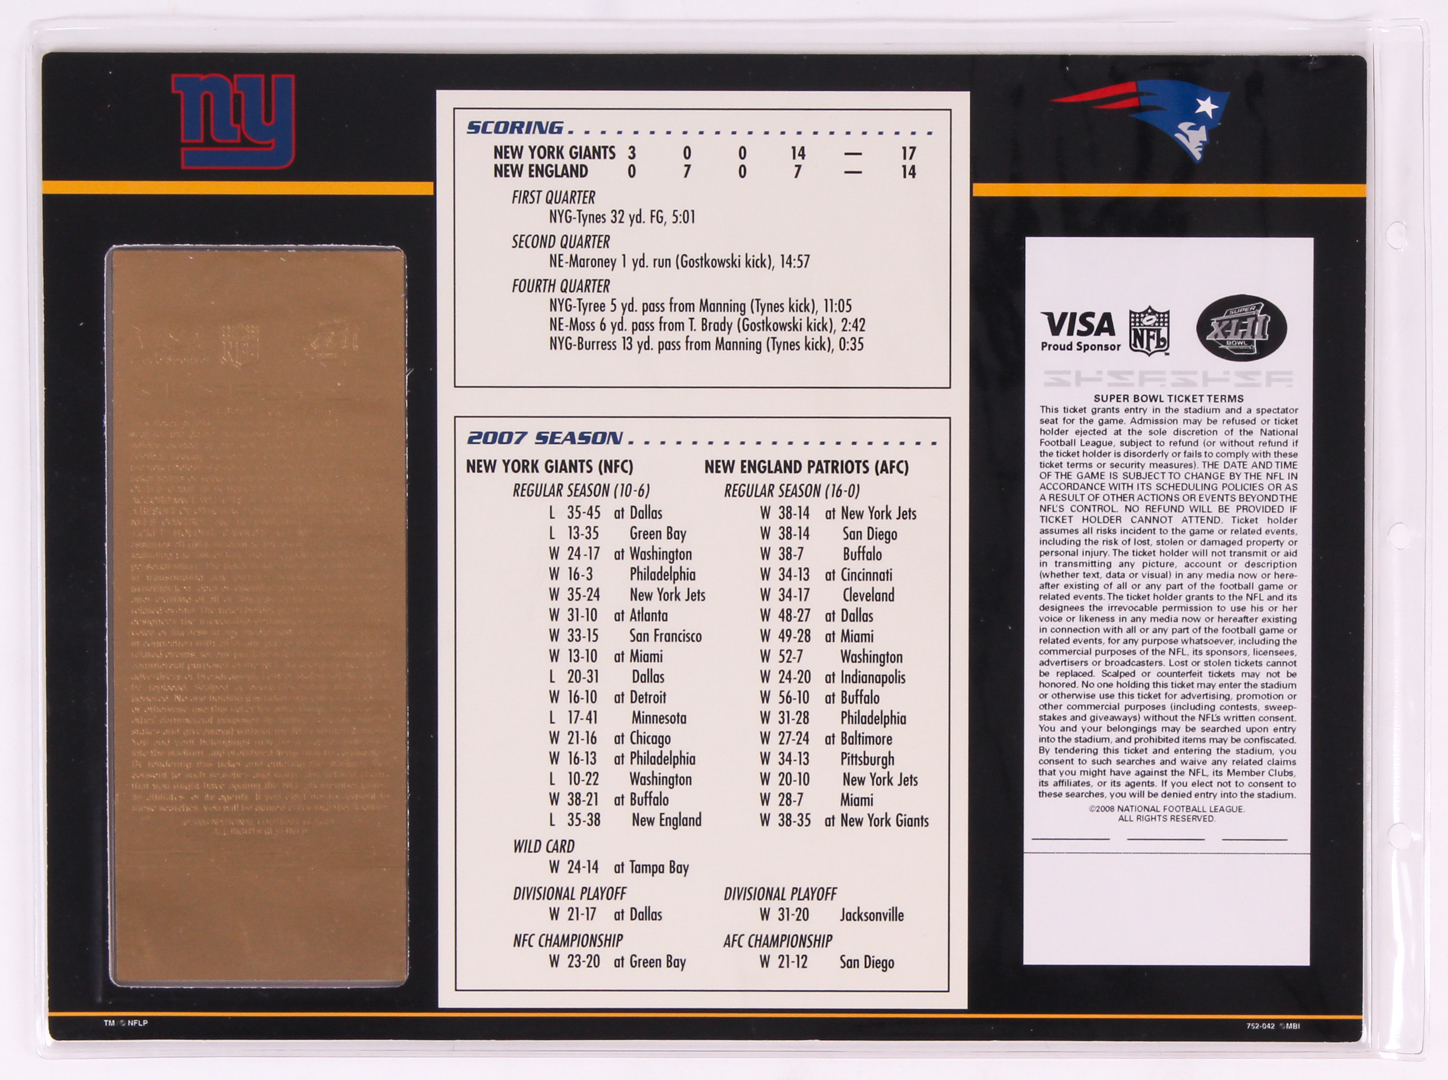 ny
SCORING. . . . . . . . . . . . . . . . . . . . . . . .
NEW YORK GIANTS 3 0 0 14 — 17
NEW ENGLAND 0 7 0 7 — 14
FIRST QUARTER
NYG-Tynes 32 yd. FG, 5:01
SECOND QUARTER
NE-Maroney 1 yd. run (Gostkowski kick), 14:57
FOURTH QUARTER
NYG-Tyree 5 yd. pass from Manning (Tynes kick), 11:05
NE-Moss 6 yd. pass from T. Brady (Gostkowski kick), 2:42
NYG-Burress 13 yd. pass from Manning (Tynes kick), 0:35
2007 SEASON. . . . . . . . . . . . . . . . . . . . . . . .
NEW YORK GIANTS (NFC)
REGULAR SEASON (10-6)
L 35-45 at Dallas
L 13-35 Green Bay
W 24-17 at Washington
W 16-3 Philadelphia
W 35-24 New York Jets
W 31-10 at Atlanta
W 33-15 San Francisco
W 13-10 at Miami
L 20-31 Dallas
W 16-10 at Detroit
L 17-41 Minnesota
W 21-16 at Chicago
W 16-13 at Philadelphia
L 10-22 Washington
W 38-21 at Buffalo
L 35-38 New England
WILD CARD
W 24-14 at Tampa Bay
DIVISIONAL PLAYOFF
W 21-17 at Dallas
NFC CHAMPIONSHIP
W 23-20 at Green Bay
NEW ENGLAND PATRIOTS (AFC)
REGULAR SEASON (16-0)
W 38-14 at New York Jets
W 38-14 San Diego
W 38-7 Buffalo
W 34-13 at Cincinnati
W 34-17 Cleveland
W 48-27 at Dallas
W 49-28 at Miami
W 52-7 Washington
W 24-20 at Indianapolis
W 56-10 at Buffalo
W 31-28 Philadelphia
W 27-24 at Baltimore
W 34-13 Pittsburgh
W 20-10 New York Jets
W 28-7 Miami
W 38-35 at New York Giants
DIVISIONAL PLAYOFF
W 31-20 Jacksonville
AFC CHAMPIONSHIP
W 21-12 San Diego
VISA
Proud Sponsor
NFL
SUPER
XLII
BOWL
SUPER BOWL TICKET TERMS
This ticket grants entry in the stadium and a spectator
seat for the game. Admission may be refused or ticket
holder ejected at the sole discretion of the National
Football League, subject to refund (or without refund if
the ticket holder is disorderly or fails to comply with these
ticket terms or security measures). THE DATE AND TIME
OF THE GAME IS SUBJECT TO CHANGE BY THE NFL IN
ACCORDANCE WITH ITS SCHEDULING POLICIES OR AS
A RESULT OF OTHER ACTIONS OR EVENTS BEYOND THE
NFL'S CONTROL. NO REFUND WILL BE PROVIDED IF
TICKET HOLDER CANNOT ATTEND. Ticket holder
assumes all risks incident to the game or related events,
including the risk of lost, stolen or damaged property or
personal injury. The ticket holder will not transmit or aid
in transmitting any picture, account or description
(whether text, data or visual) in any media now or here-
after existing of all or any part of the football game or
related events. The ticket holder grants to the NFL and its
designees the irrevocable permission to use his or her
voice or likeness in any media now or hereafter existing
in connection with all or any part of the football game or
related events, for any purpose whatsoever, including the
commercial purposes of the NFL, its sponsors, licensees,
advertisers or broadcasters. Lost or stolen tickets cannot
be replaced. Scalped or counterfeit tickets may not be
honored. No one holding this ticket may enter the stadium
or otherwise use this ticket for advertising, promotion or
other commercial purposes (including contests, sweep-
stakes and giveaways) without the NFL's written consent.
You and your belongings may be searched upon entry
into the stadium, and prohibited items may be confiscated.
By tendering this ticket and entering the stadium, you
consent to such searches and waive any related claims
that you might have against the NFL, its Member Clubs,
its affiliates, or its agents. If you elect not to consent to
these searches, you will be denied entry into the stadium.
©2008 NATIONAL FOOTBALL LEAGUE.
ALL RIGHTS RESERVED.
TM © NFLP
752-042 ©MBI